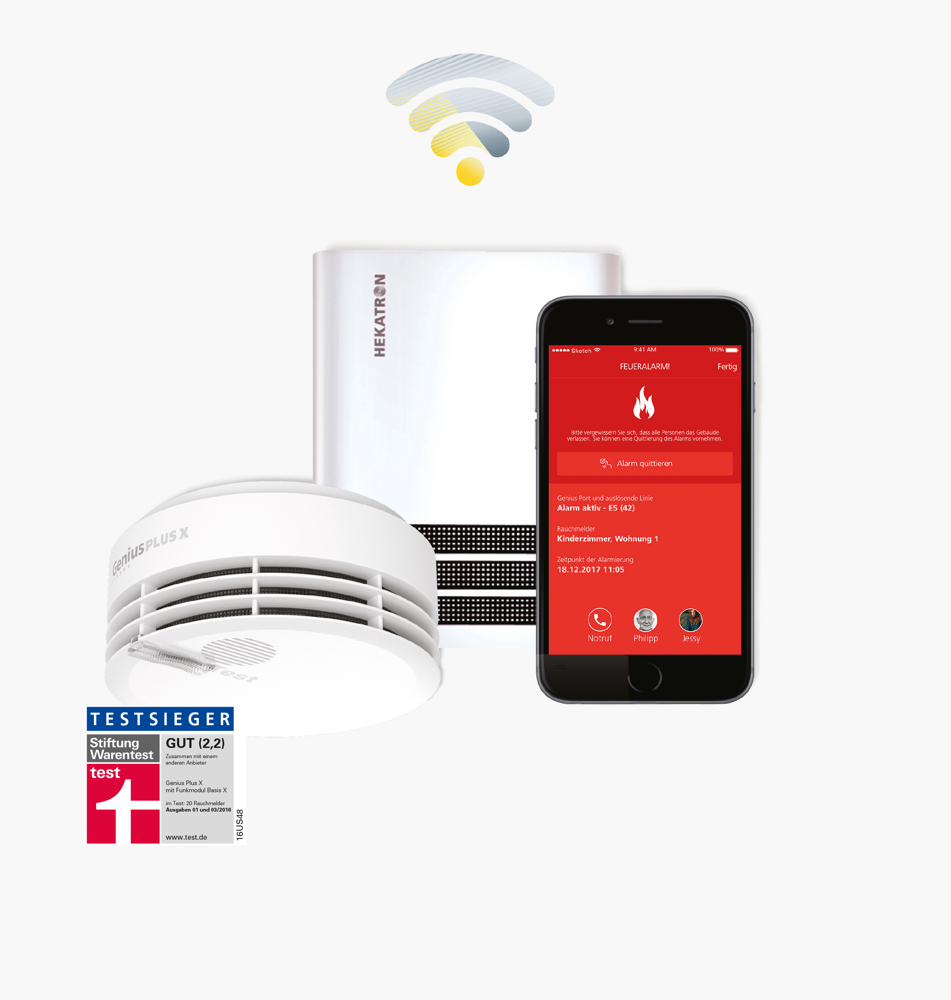 HEKATRON
Sketch
9:41 AM
100%
FEUERALARM!
Fertig
Bitte vergewissern Sie sich, dass alle Personen das Gebäude
verlassen. Sie können eine Quittierung des Alarms vornehmen.
Alarm quittieren
Genius Port und auslösende Linie
Alarm aktiv - E5 (42)
Rauchmelder
Kinderzimmer, Wohnung 1
Zeitpunkt der Alarmierung
18.12.2017 11:05
Notruf
Philipp
Jessy
Genius PLUS X
Test
TESTSIEGER
Stiftung
Warentest
test
1
GUT (2,2)
Zusammen mit einem
anderen Anbieter
Genius Plus X
mit Funkmodul Basis X
im Test: 20 Rauchmelder
Ausgaben 01 und 03/2016
www.test.de
16US48